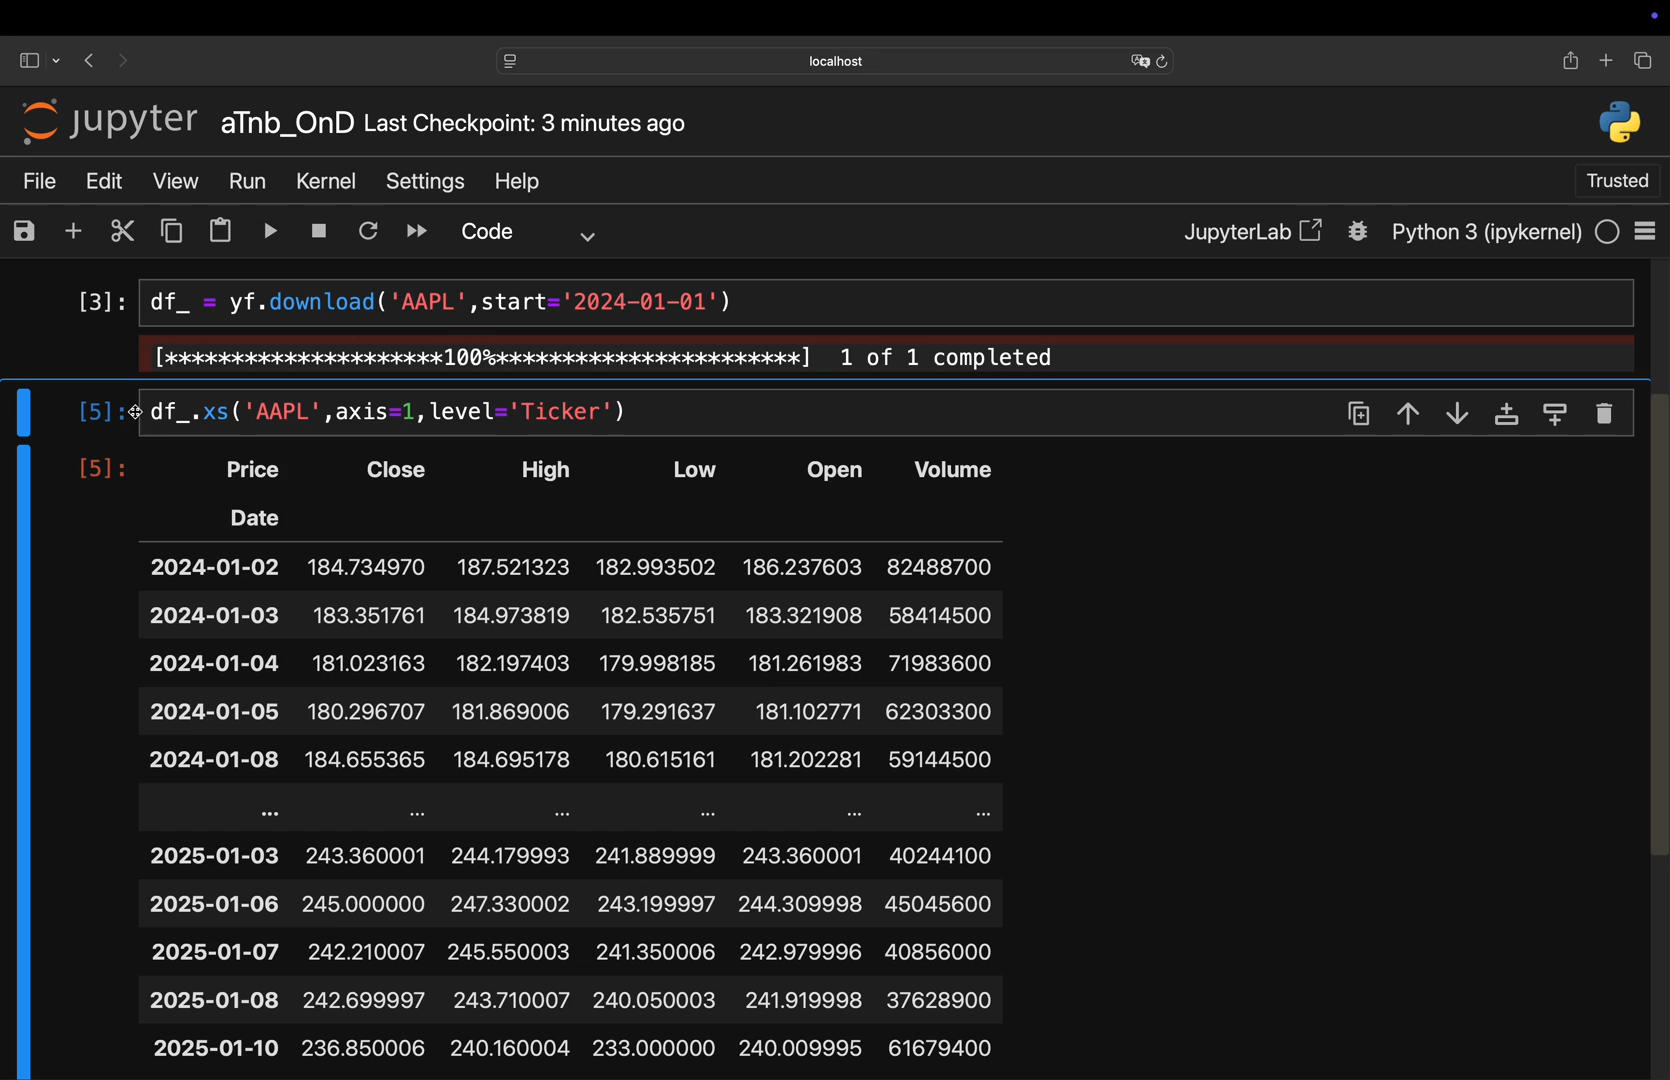 localhost
jupyter aTnb_OnD Last Checkpoint: 3 minutes ago
File Edit View Run Kernel Settings Help Trusted
Code JupyterLab Python 3 (ipykernel)
[3]: df_ = yf.download('AAPL',start='2024-01-01')
[*********************100%***********************] 1 of 1 completed
[5]: df_.xs('AAPL',axis=1,level='Ticker')
[5]: Price Close High Low Open Volume
Date
2024-01-02 184.734970 187.521323 182.993502 186.237603 82488700
2024-01-03 183.351761 184.973819 182.535751 183.321908 58414500
2024-01-04 181.023163 182.197403 179.998185 181.261983 71983600
2024-01-05 180.296707 181.869006 179.291637 181.102771 62303300
2024-01-08 184.655365 184.695178 180.615161 181.202281 59144500
... ... ... ... ... ...
2025-01-03 243.360001 244.179993 241.889999 243.360001 40244100
2025-01-06 245.000000 247.330002 243.199997 244.309998 45045600
2025-01-07 242.210007 245.550003 241.350006 242.979996 40856000
2025-01-08 242.699997 243.710007 240.050003 241.919998 37628900
2025-01-10 236.850006 240.160004 233.000000 240.009995 61679400